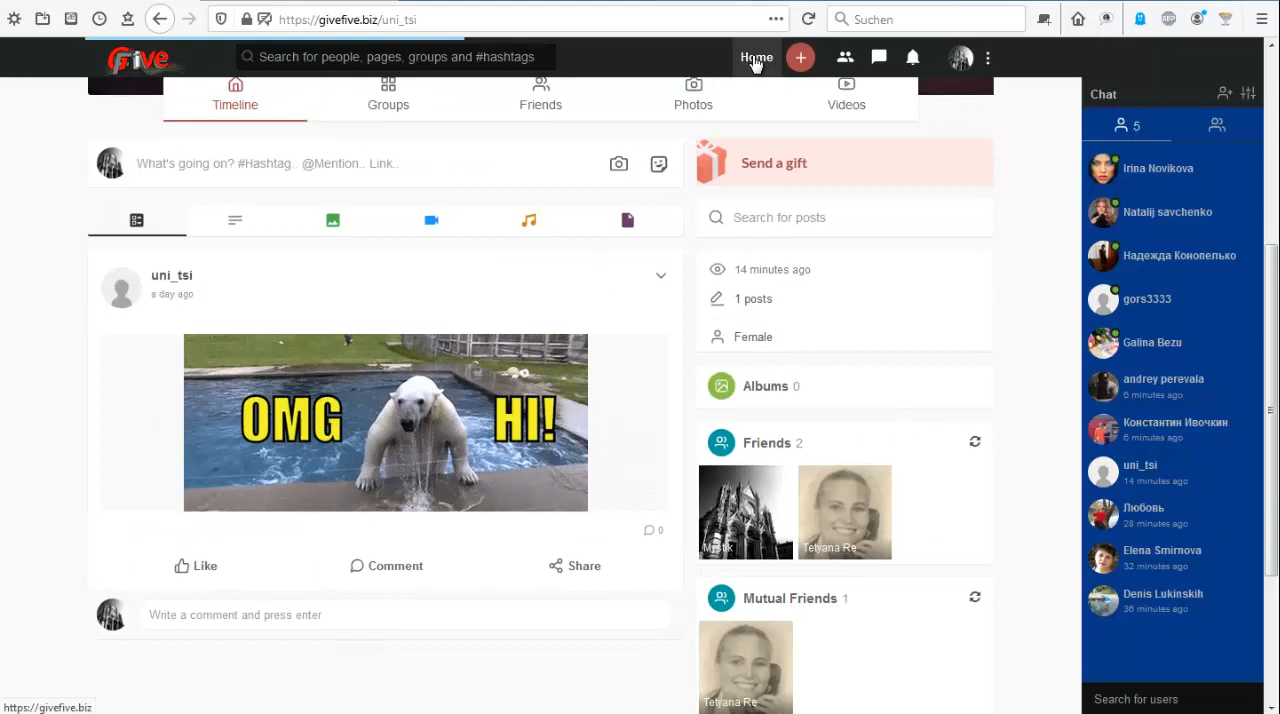 https://givefive.biz/uni_tsi
Suchen
Give
Search for people, pages, groups and #hashtags
Home
Timeline
Groups
Friends
Photos
Videos
What's going on? #Hashtag.. @Mention.. Link..
Send a gift
Search for posts
uni_tsi
a day ago
14 minutes ago
1 posts
Female
OMG HI!
0
Like
Comment
Share
Write a comment and press enter
Albums 0
Friends 2
Mystik
Tetyana Re
Mutual Friends 1
Tetyana Re
Chat
5
Irina Novikova
Natalij savchenko
Надежда Конопелько
gors3333
Galina Bezu
andrey perevala
6 minutes ago
Константин Ивочкин
6 minutes ago
uni_tsi
14 minutes ago
Любовь
28 minutes ago
Elena Smirnova
32 minutes ago
Denis Lukinskih
36 minutes ago
Search for users
https://givefive.biz
ABP